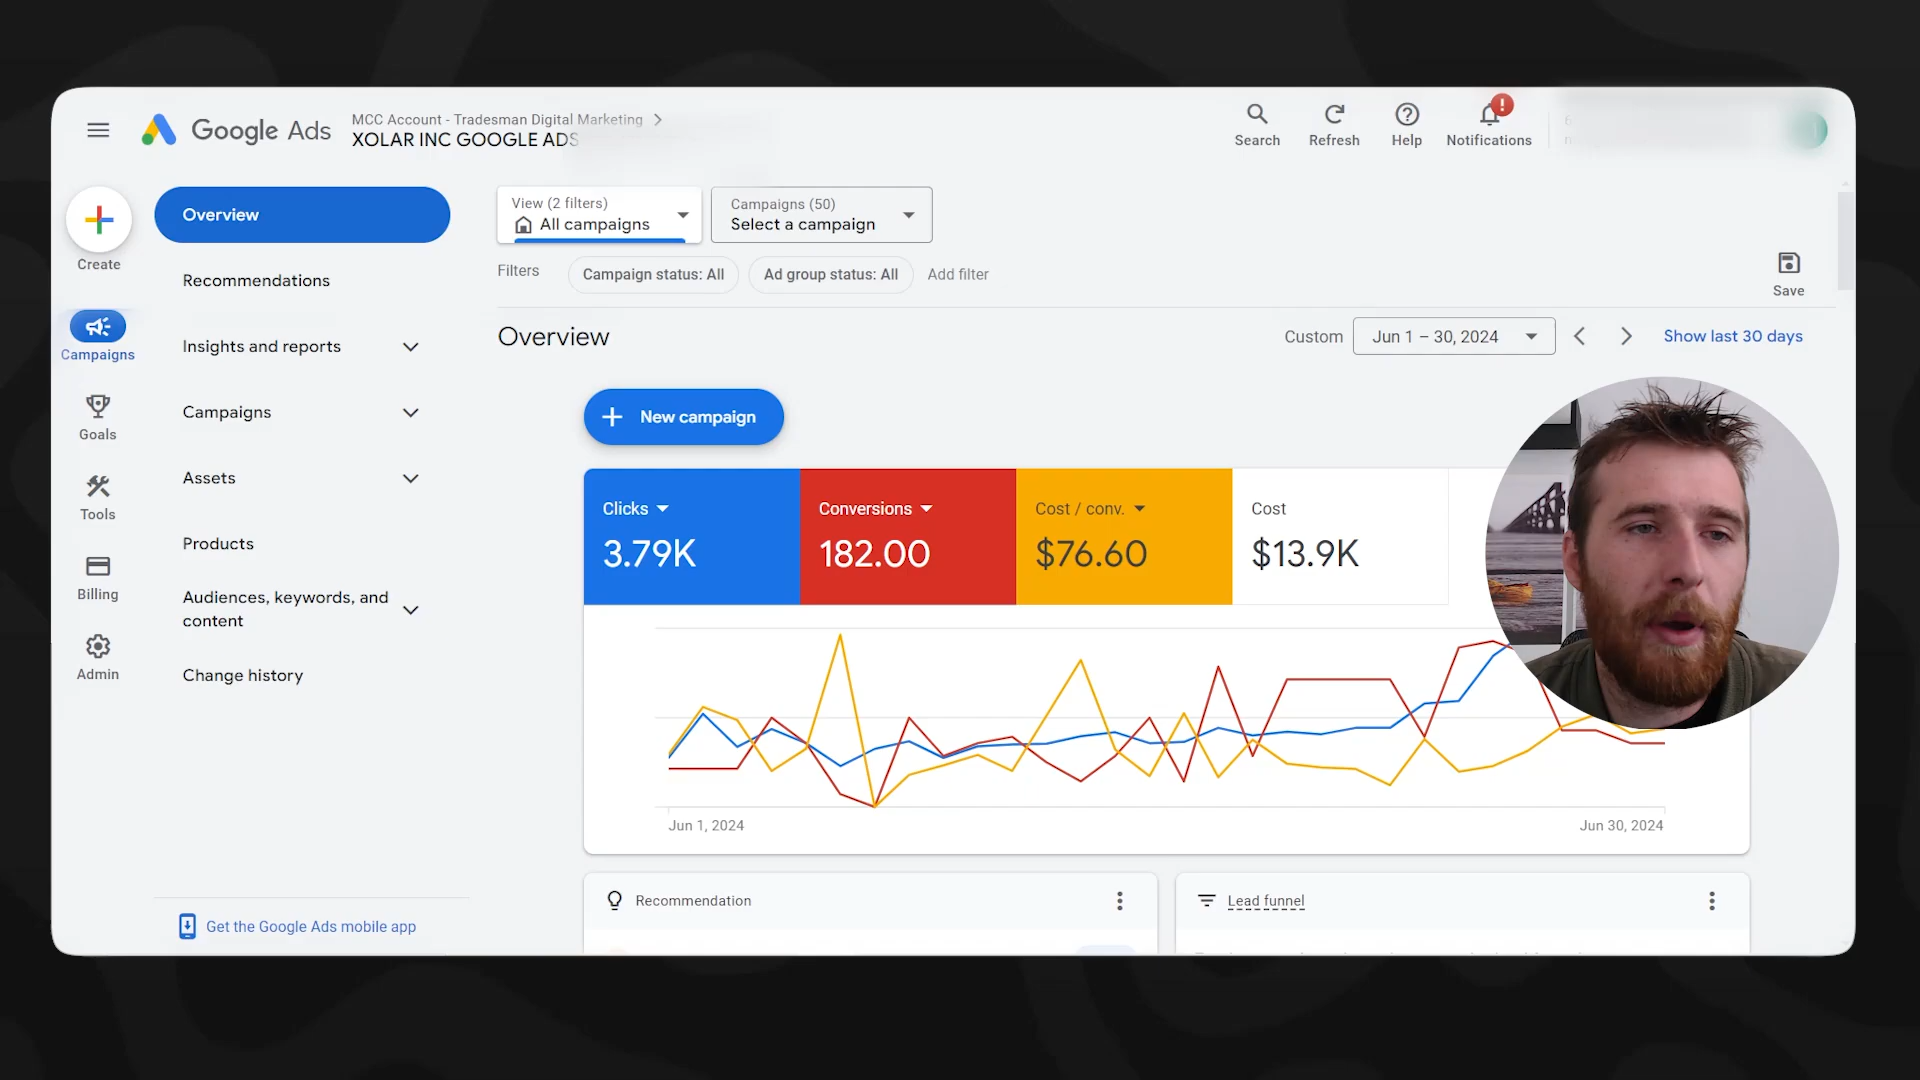 Google Ads
MCC Account - Tradesman Digital Marketing
XOLAR INC GOOGLE ADS
Search
Refresh
Help
Notifications
Create
Campaigns
Goals
Tools
Billing
Admin
Overview
Recommendations
Insights and reports
Campaigns
Assets
Products
Audiences, keywords, and
content
Change history
Get the Google Ads mobile app
View (2 filters)
All campaigns
Campaigns (50)
Select a campaign
Filters
Campaign status: All
Ad group status: All
Add filter
Save
Overview
Custom
Jun 1 – 30, 2024
Show last 30 days
New campaign
Clicks
3.79K
Conversions
182.00
Cost / conv.
$76.60
Cost
$13.9K
Jun 1, 2024
Jun 30, 2024
Recommendation
Lead funnel